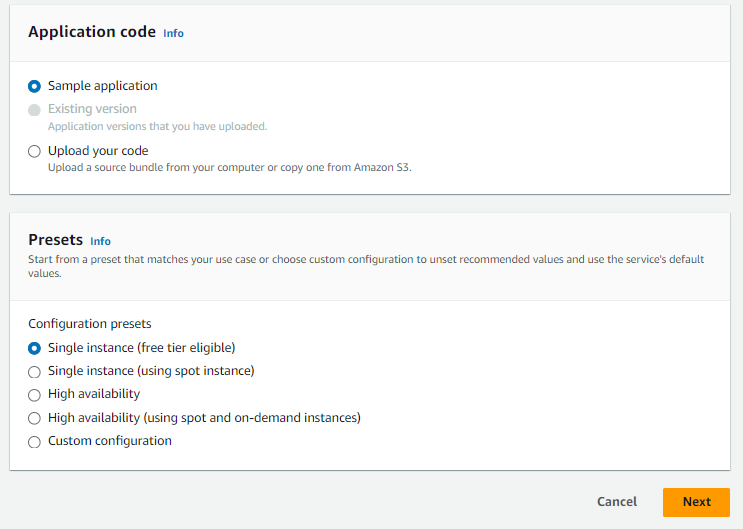 Application code Info
Sample application
Existing version
Application versions that you have uploaded.
Upload your code
Upload a source bundle from your computer or copy one from Amazon S3.
Presets Info
Start from a preset that matches your use case or choose custom configuration to unset recommended values and use the service's default
values.
Configuration presets
Single instance (free tier eligible)
Single instance (using spot instance)
High availability
High availability (using spot and on-demand instances)
Custom configuration
Cancel Next